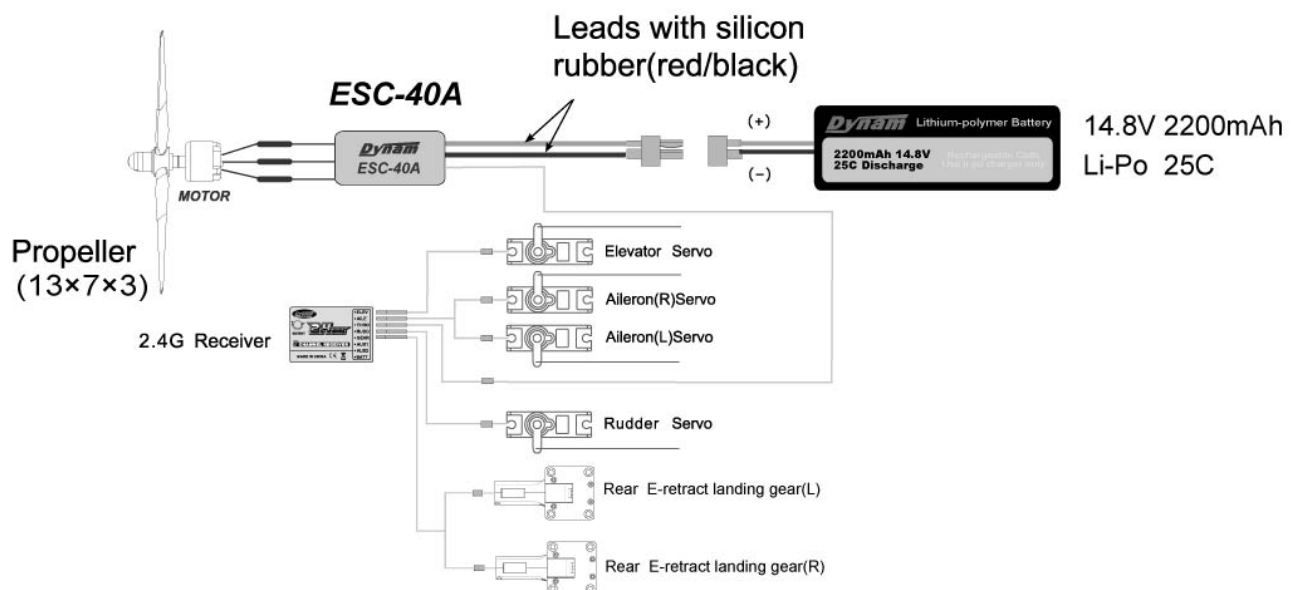 Leads with silicon
rubber(red/black)
ESC-40A
Dynam
ESC-40A
MOTOR
(+)
(-)
Dynam Lithium-polymer Battery
2200mAh 14.8V
25C Discharge
Rechargeable Cells,
14.8V 2200mAh
Li-Po 25C
Propeller
(13×7×3)
2.4G Receiver
Elevator Servo
Aileron(R)Servo
Aileron(L)Servo
Rudder Servo
Rear E-retract landing gear(L)
Rear E-retract landing gear(R)